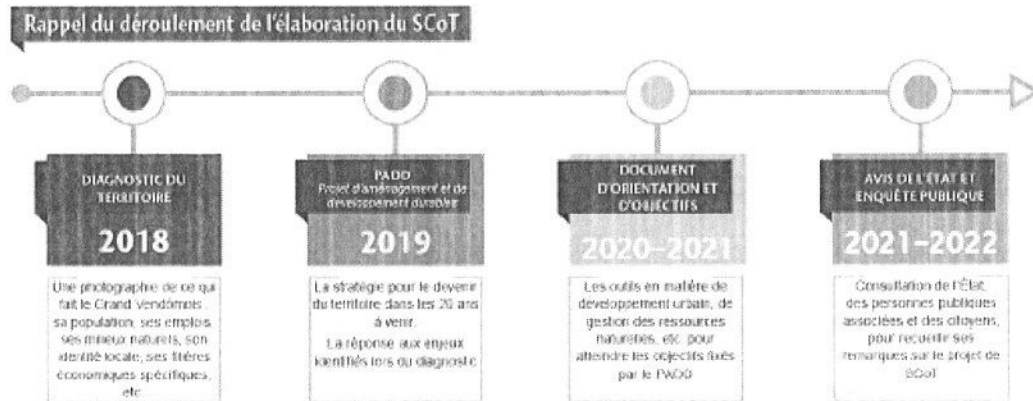 Rappel du déroulement de l'élaboration du SCoT
DIAGNOSTIC DU
TERRITOIRE
2018
Une photographie de ce qui
fait le Grand Vendômois :
sa population, ses emplois,
ses milieux naturels, son
identité locale, ses filières
économiques spécifiques,
etc.
PADD
Projet d'aménagement et de
développement durables
2019
La stratégie pour le devenir
du territoire dans les 20 ans
à venir.
La réponse aux enjeux
identifiés lors du diagnostic
DOCUMENT
D'ORIENTATION ET
D'OBJECTIFS
2020–2021
Les outils en matière de
développement urbain, de
gestion des ressources
naturelles, etc. pour
atteindre les objectifs fixés
par le PADD
AVIS DE L'ÉTAT ET
ENQUÊTE PUBLIQUE
2021–2022
Consultation de l'État,
des personnes publiques
associées et des citoyens,
pour recueillir ses
remarques sur le projet de
SCoT